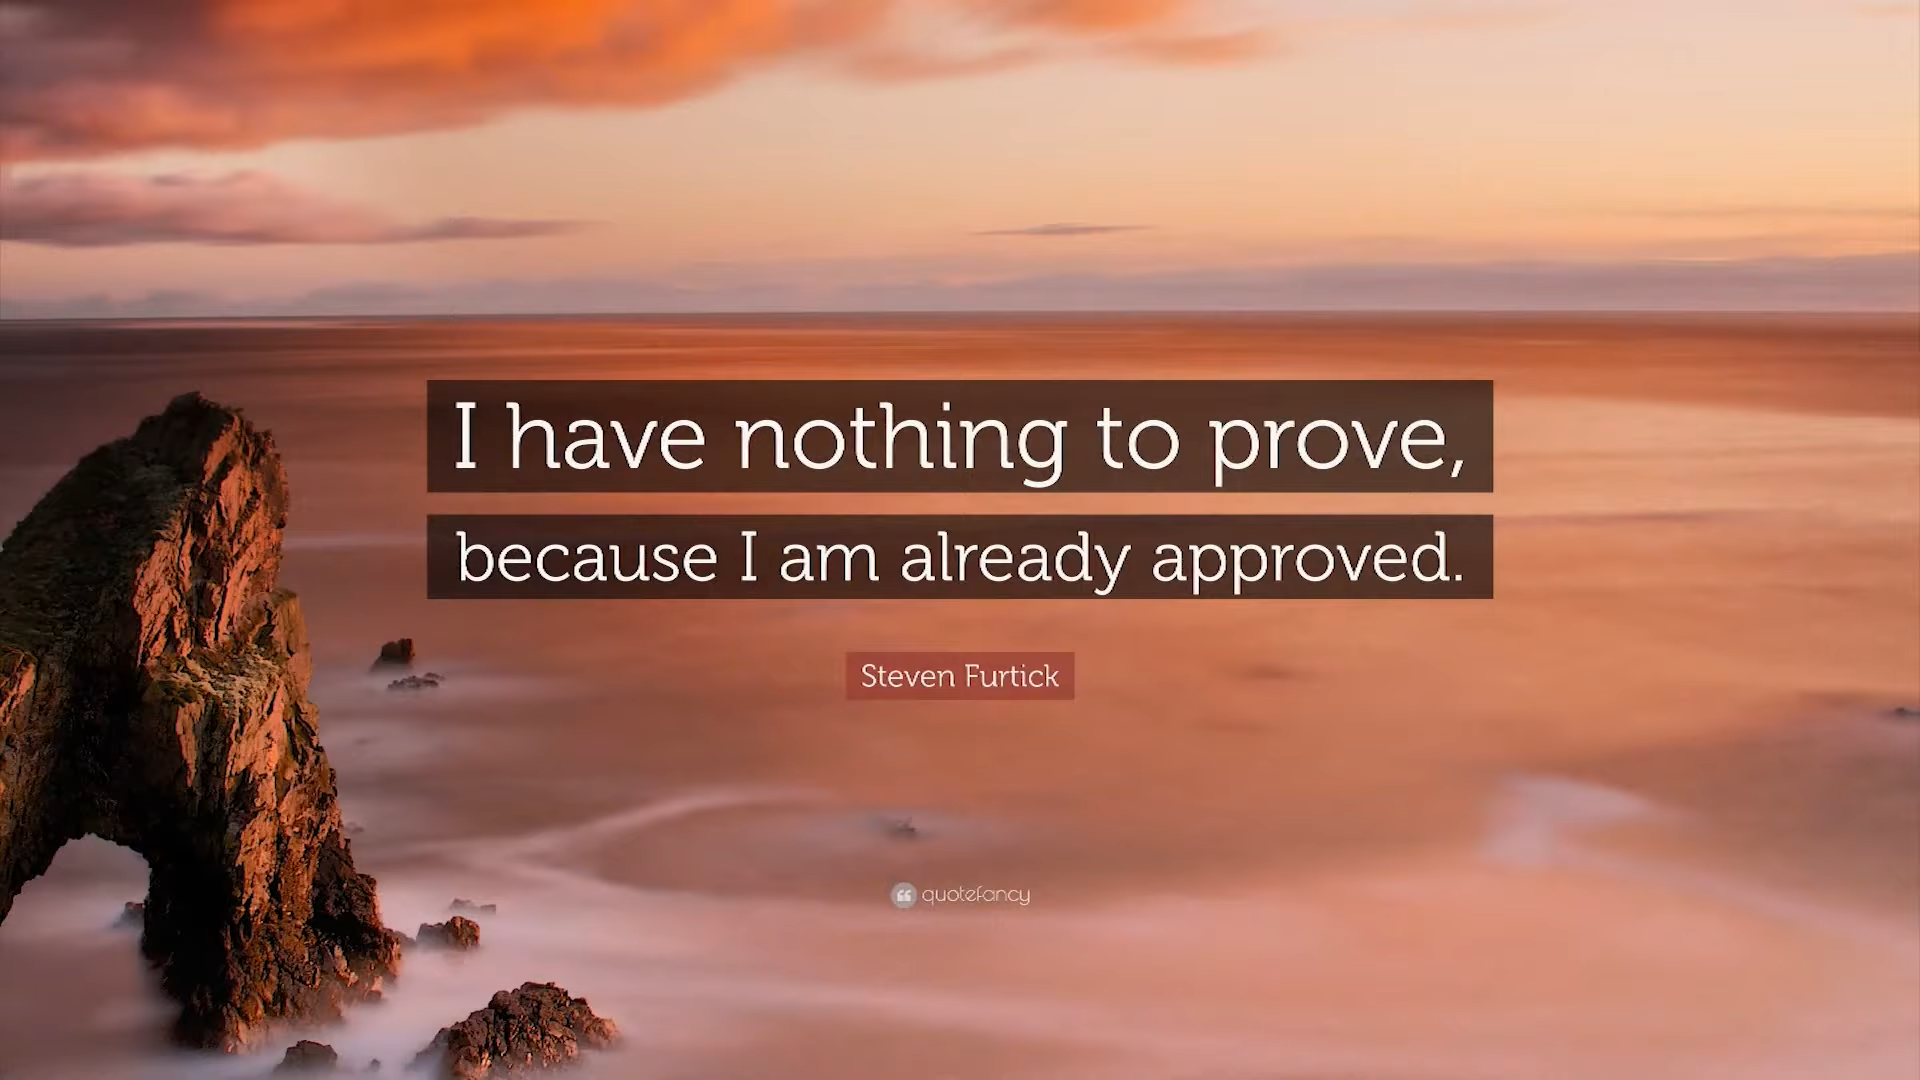 I have nothing to prove,
because I am already approved.
Steven Furtick
quotefancy